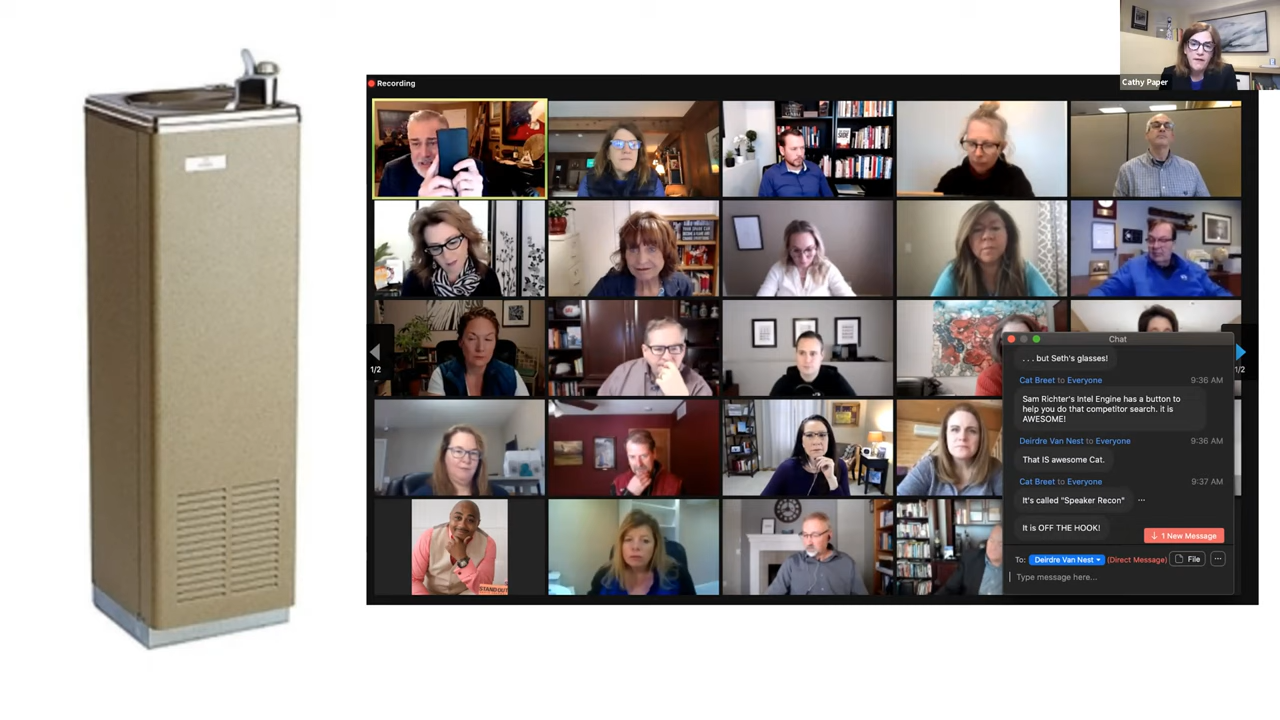 Cathy Paper
Recording
1/2
1/2
Chat
. . . but Seth's glasses!
Cat Breet to Everyone
9:36 AM
Sam Richter's Intel Engine has a button to
help you do that competitor search. it is
AWESOME!
Deirdre Van Nest to Everyone
9:36 AM
That IS awesome Cat.
Cat Breet to Everyone
9:37 AM
It's called "Speaker Recon"
...
It is OFF THE HOOK!
↓ 1 New Message
To: Deirdre Van Nest (Direct Message) File ...
Type message here...
SIDE
STAND OUT